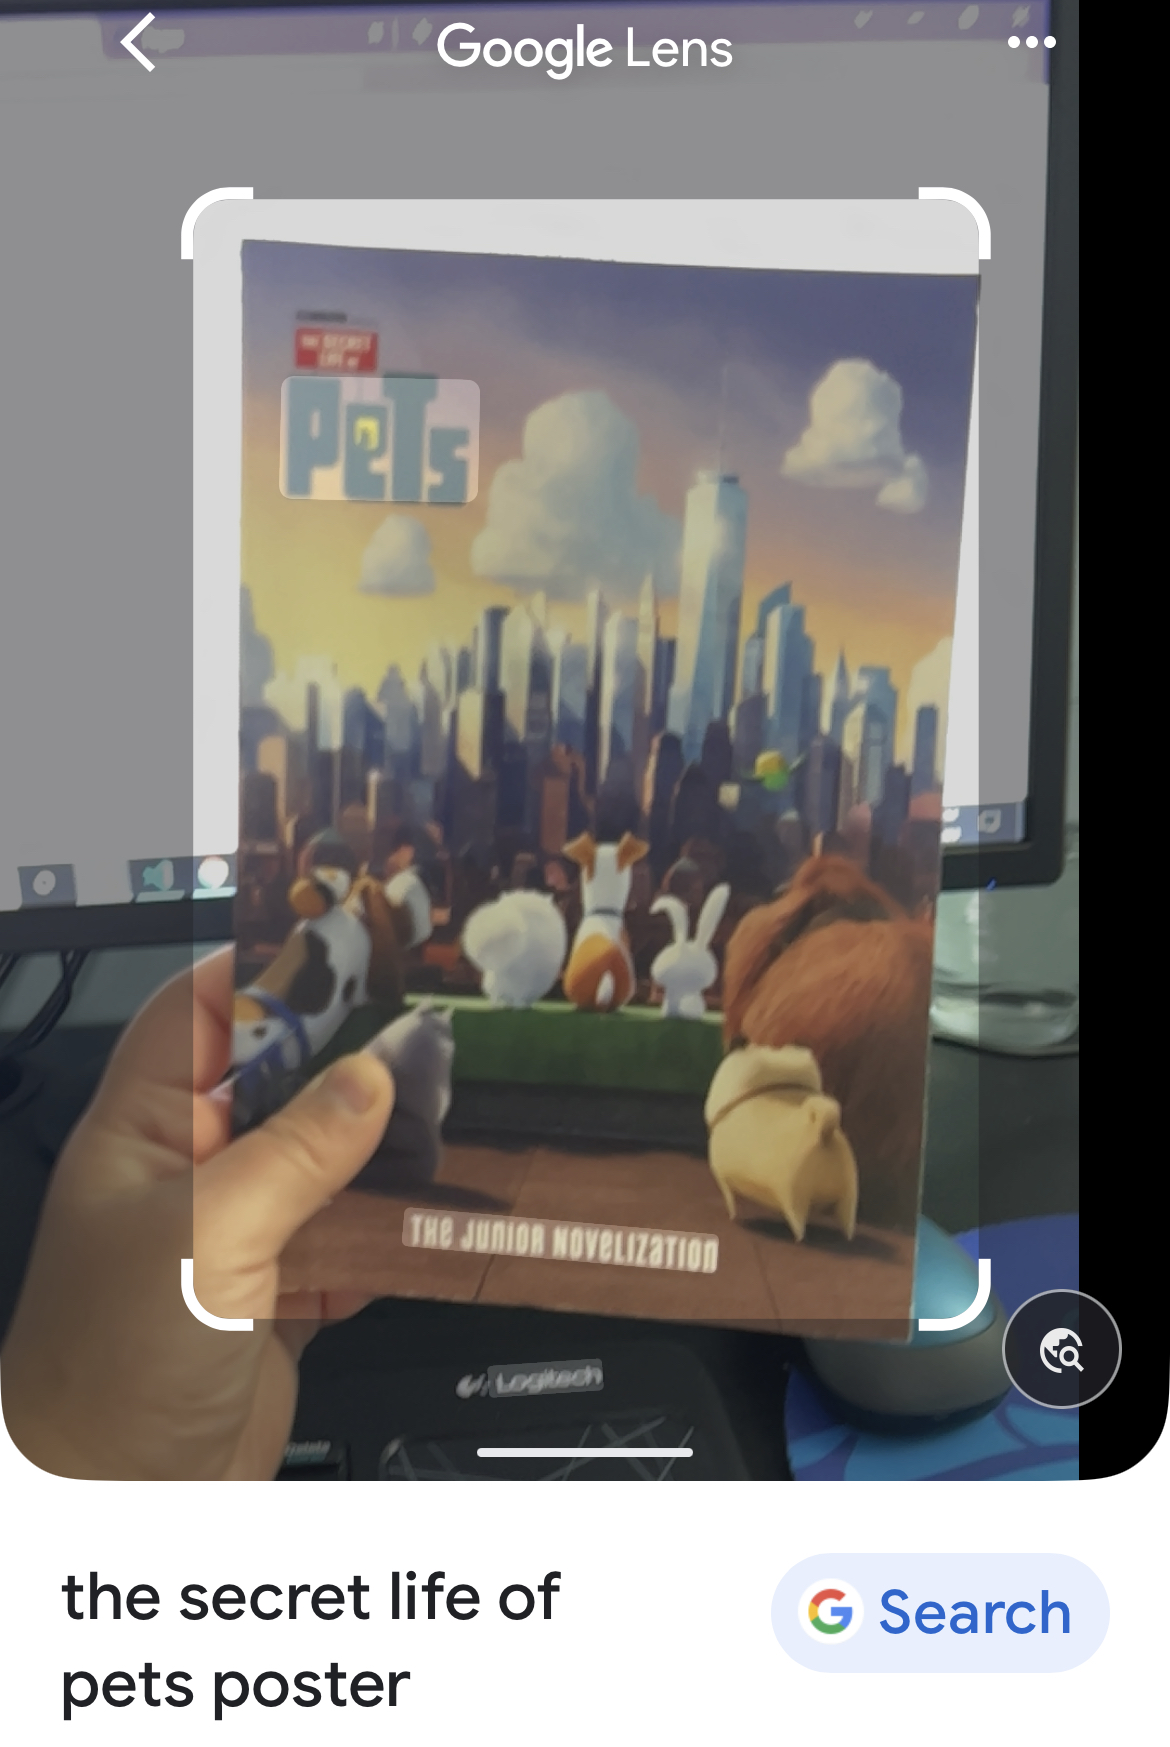 Google Lens
THE SECRET
LIFE OF
PETS
THE JUNIOR NOVELIZATION
Logitech
the secret life of
pets poster
Search